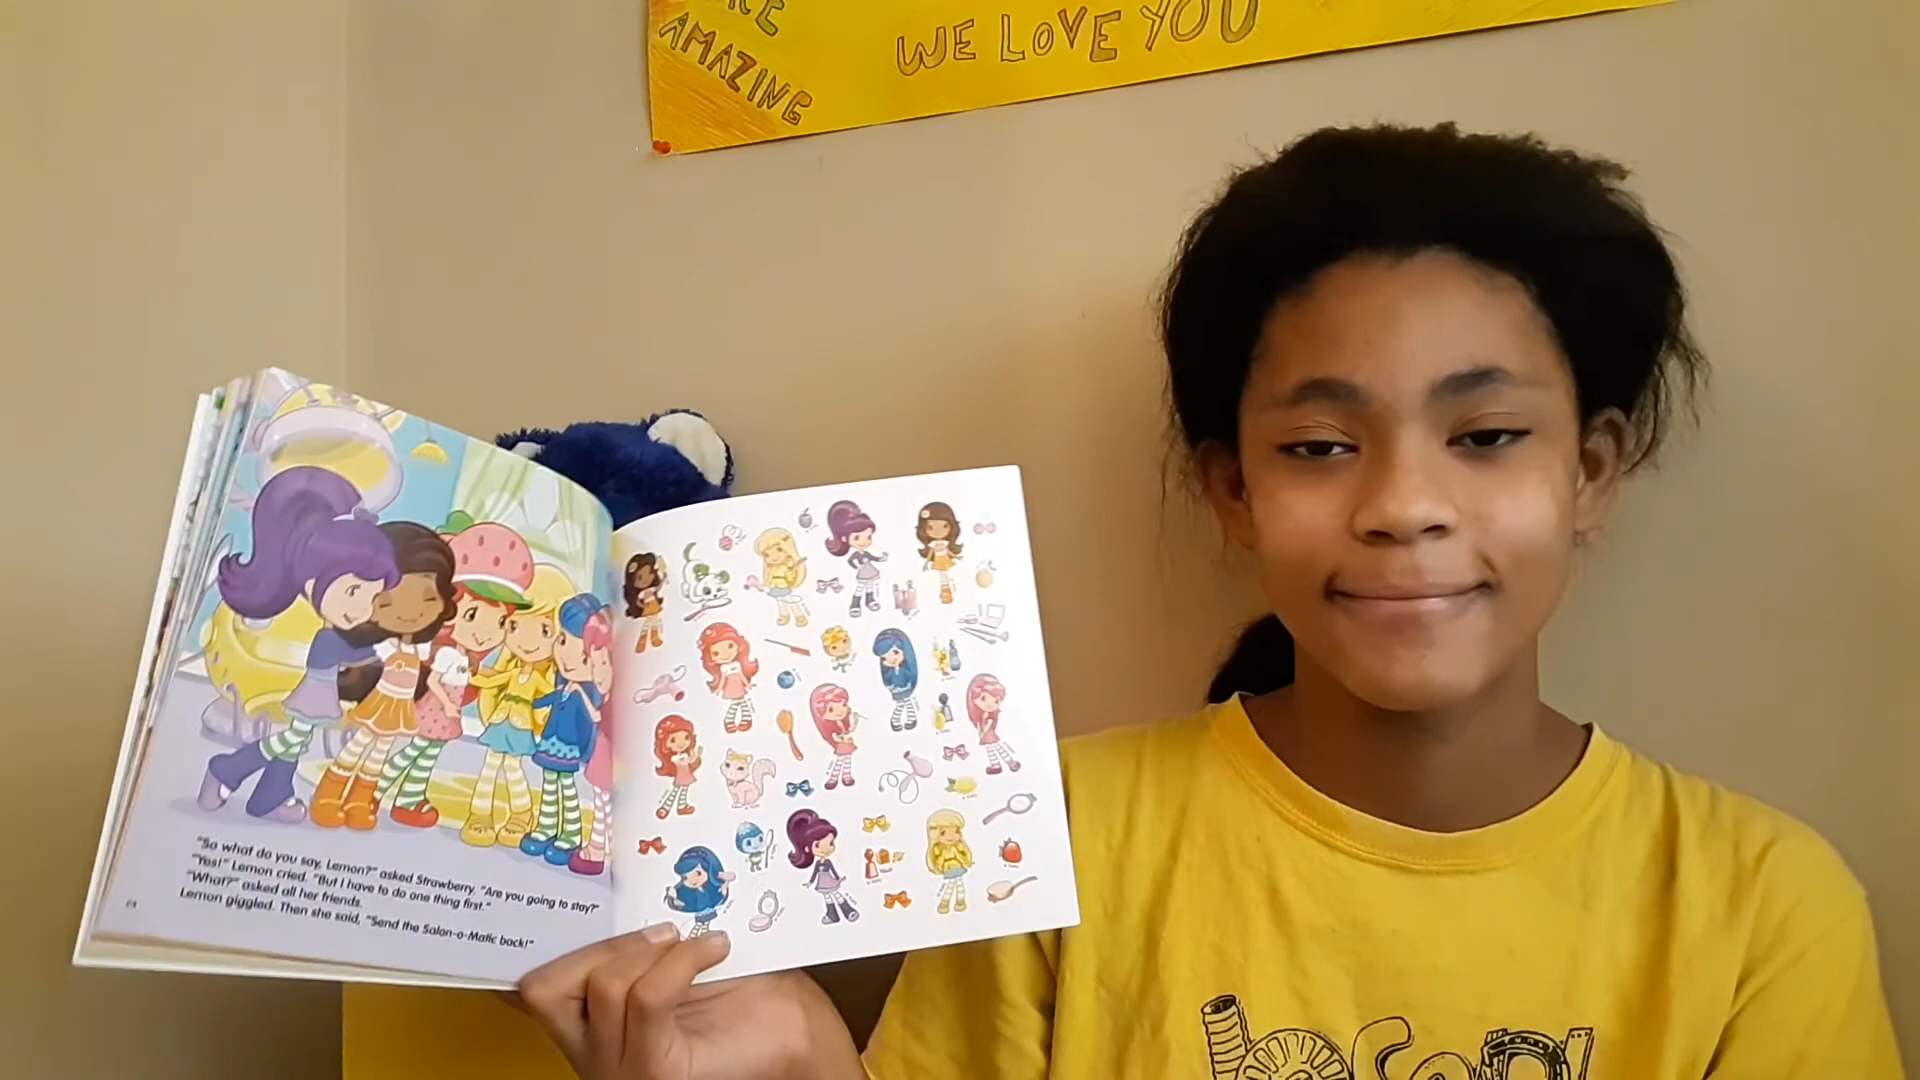 AMAZING
WE LOVE YOU
"So what do you say, Lemon?" asked Strawberry. "Are you going to stay?"
"Yes!" Lemon cried. "But I have to do one thing first."
"What?" asked all her friends.
Lemon giggled. Then she said, "Send the Salon-o-Matic back!"